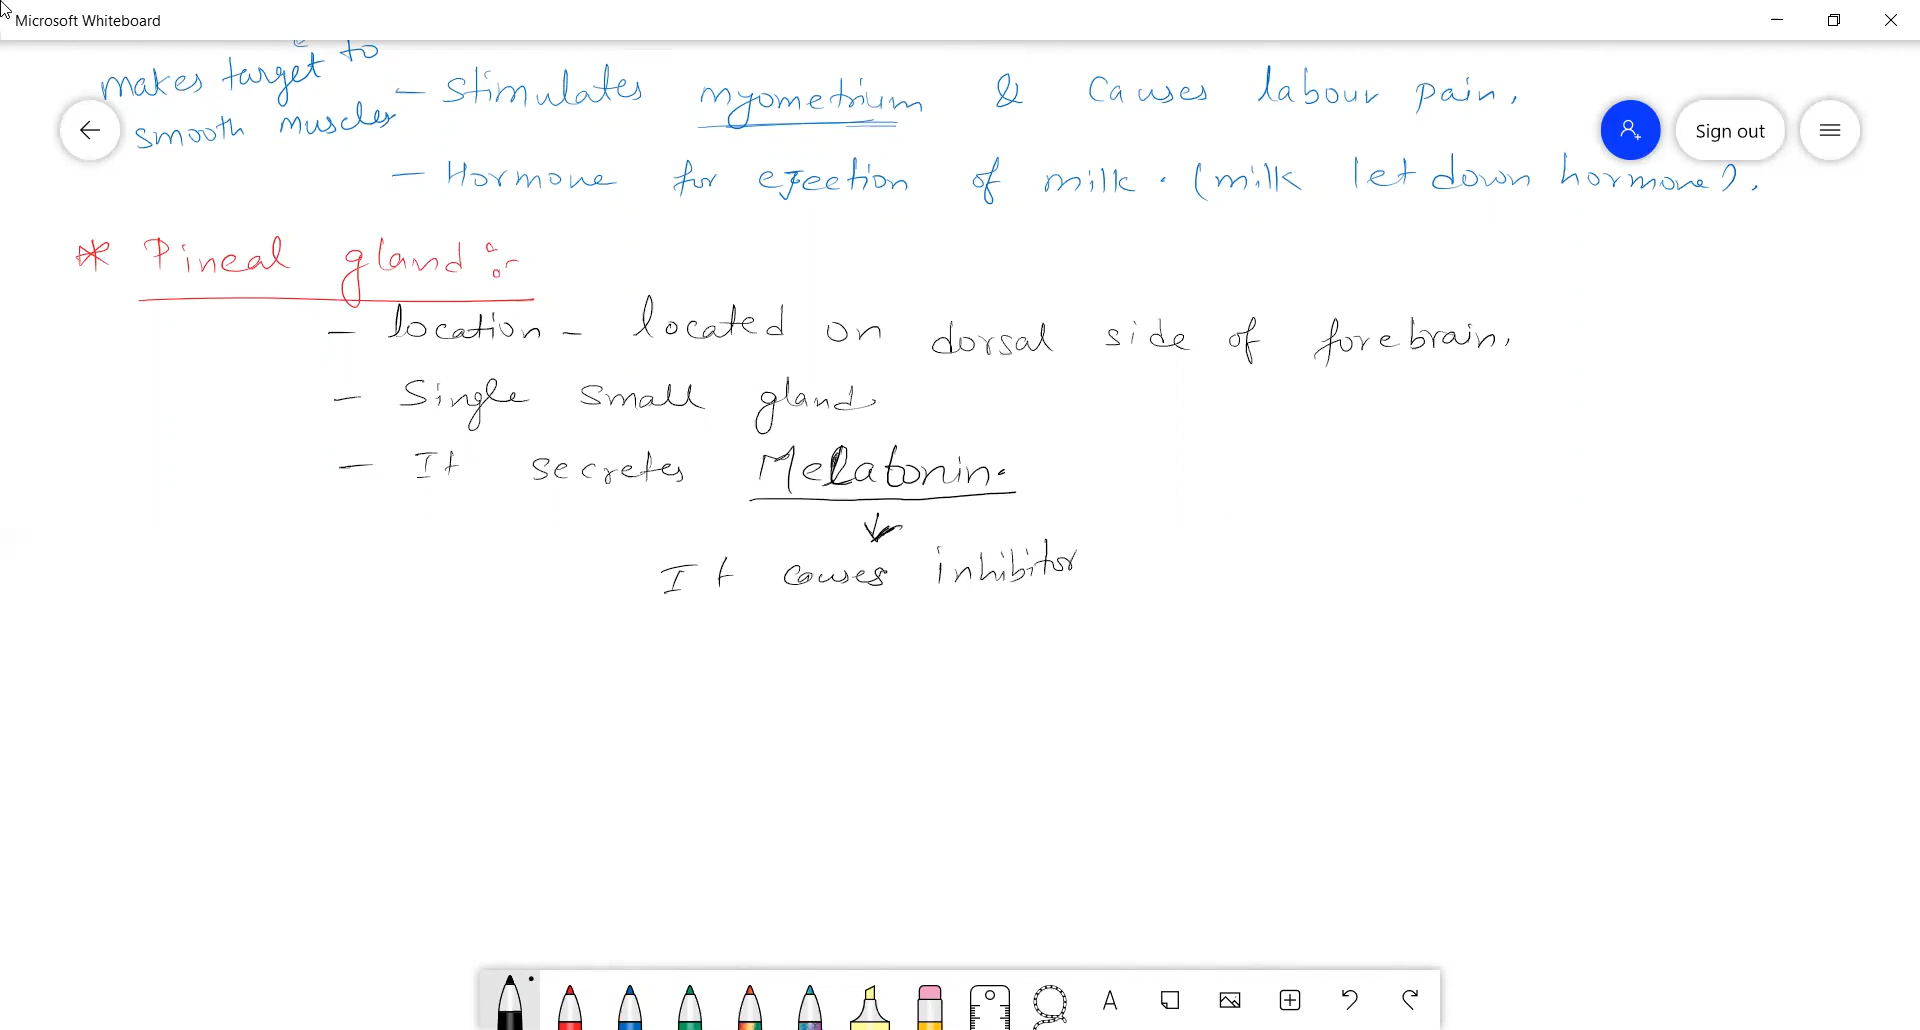 Microsoft Whiteboard
makes target to
smooth muscles
- Stimulates myometrium & causes labour pain.
- Hormone for ejection of milk. (milk let down hormone).
Sign out
* Pineal gland :-
- location - located on dorsal side of forebrain.
- Single small gland.
- It secretes Melatonin.
It causes inhibitor